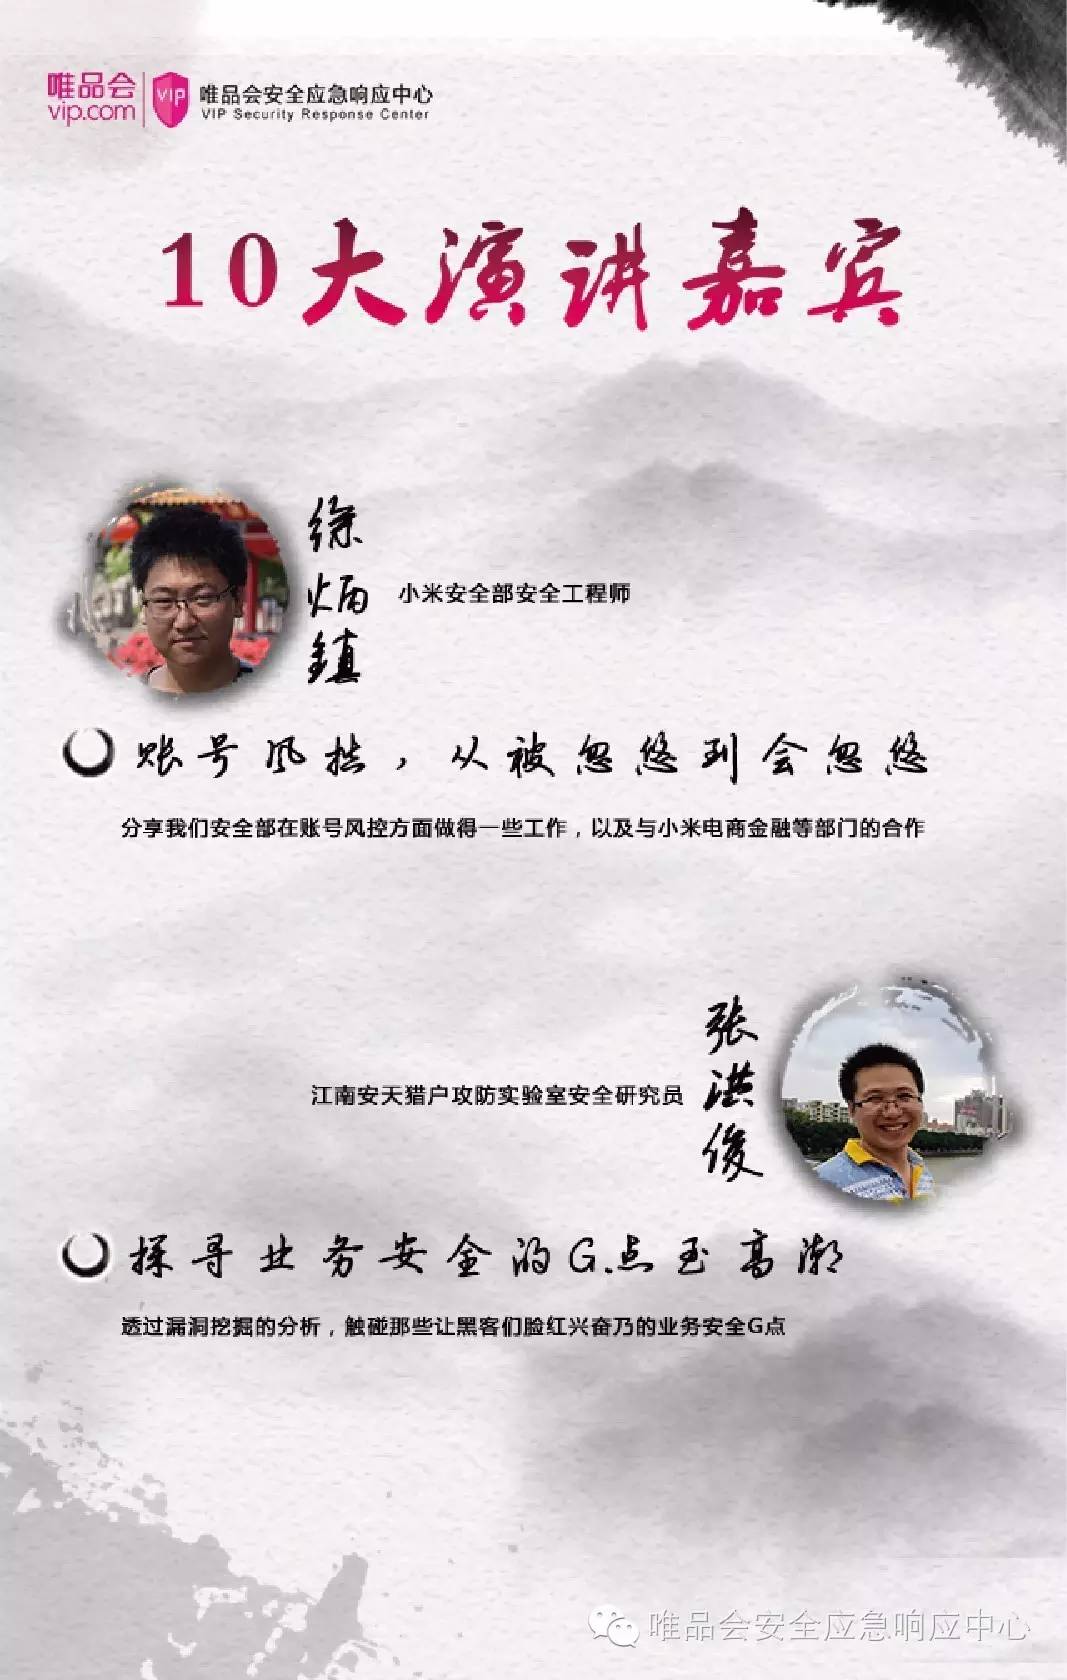 唯品会
vip.com
VIP
唯品会安全应急响应中心
VIP Security Response Center
10大演讲嘉宾
徐炳鎮
小米安全部安全工程师
账号风控，从被忽悠到会忽悠
分享我们安全部在账号风控方面做得一些工作，以及与小米电商金融等部门的合作
张洪俊
江南安天猎户攻防实验室安全研究员
探寻业务安全的G点至高潮
透过漏洞挖掘的分析，触碰那些让黑客们脸红兴奋乃的业务安全G点
唯品会安全应急响应中心